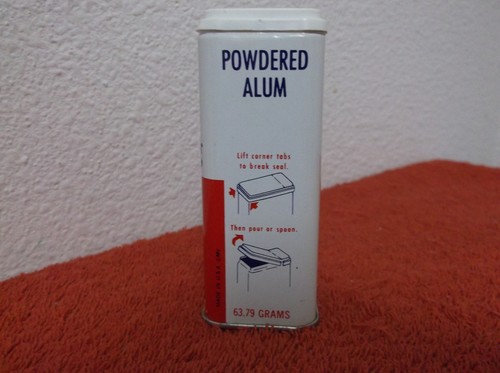 POWDERED
ALUM
Lift corner tabs
to break seal.
Then pour or spoon.
63.79 GRAMS